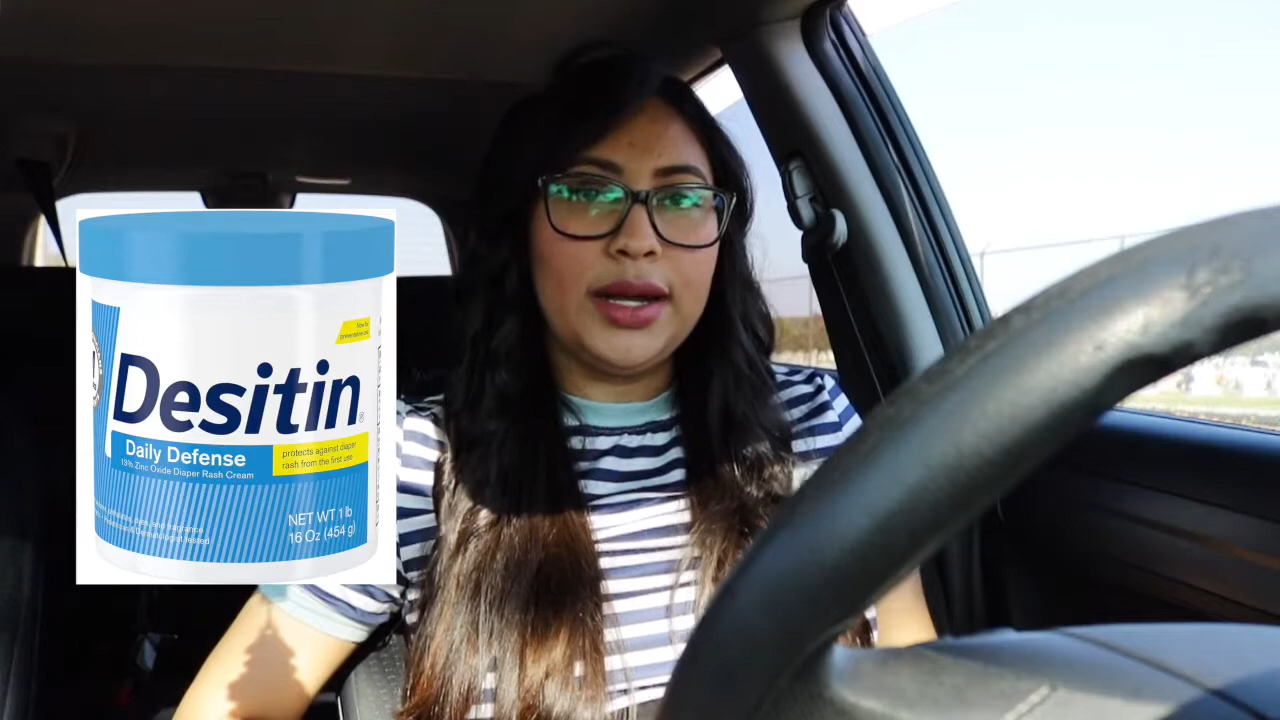 Desitin
Daily Defense
13% Zinc Oxide Diaper Rash Cream
protects against diaper
rash from the first use
NET WT 1 lb
16 Oz (454 g)